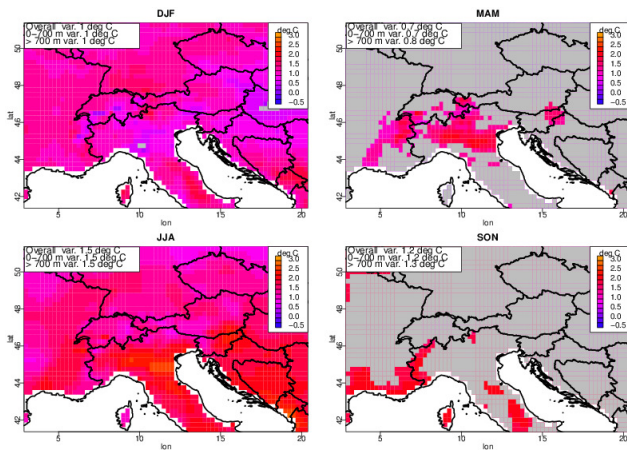 DJF
Overall var. 1 deg C
0−700 m var. 1 deg C
> 700 m var. 1 deg C
deg C
3.0
2.5
2.0
1.5
1.0
0.5
0.0
−0.5
lat
50
48
46
44
42
5
10
15
20
lon
MAM
Overall var. 0.7 deg C
0−700 m var. 0.7 deg C
> 700 m var. 0.8 deg C
deg C
3.0
2.5
2.0
1.5
1.0
0.5
0.0
−0.5
lat
50
48
46
44
42
5
10
15
20
lon
JJA
Overall var. 1.5 deg C
0−700 m var. 1.5 deg C
> 700 m var. 1.5 deg C
deg C
3.0
2.5
2.0
1.5
1.0
0.5
0.0
−0.5
lat
50
48
46
44
42
5
10
15
20
lon
SON
Overall var. 1.2 deg C
0−700 m var. 1.2 deg C
> 700 m var. 1.3 deg C
deg C
3.0
2.5
2.0
1.5
1.0
0.5
0.0
−0.5
lat
50
48
46
44
42
5
10
15
20
lon